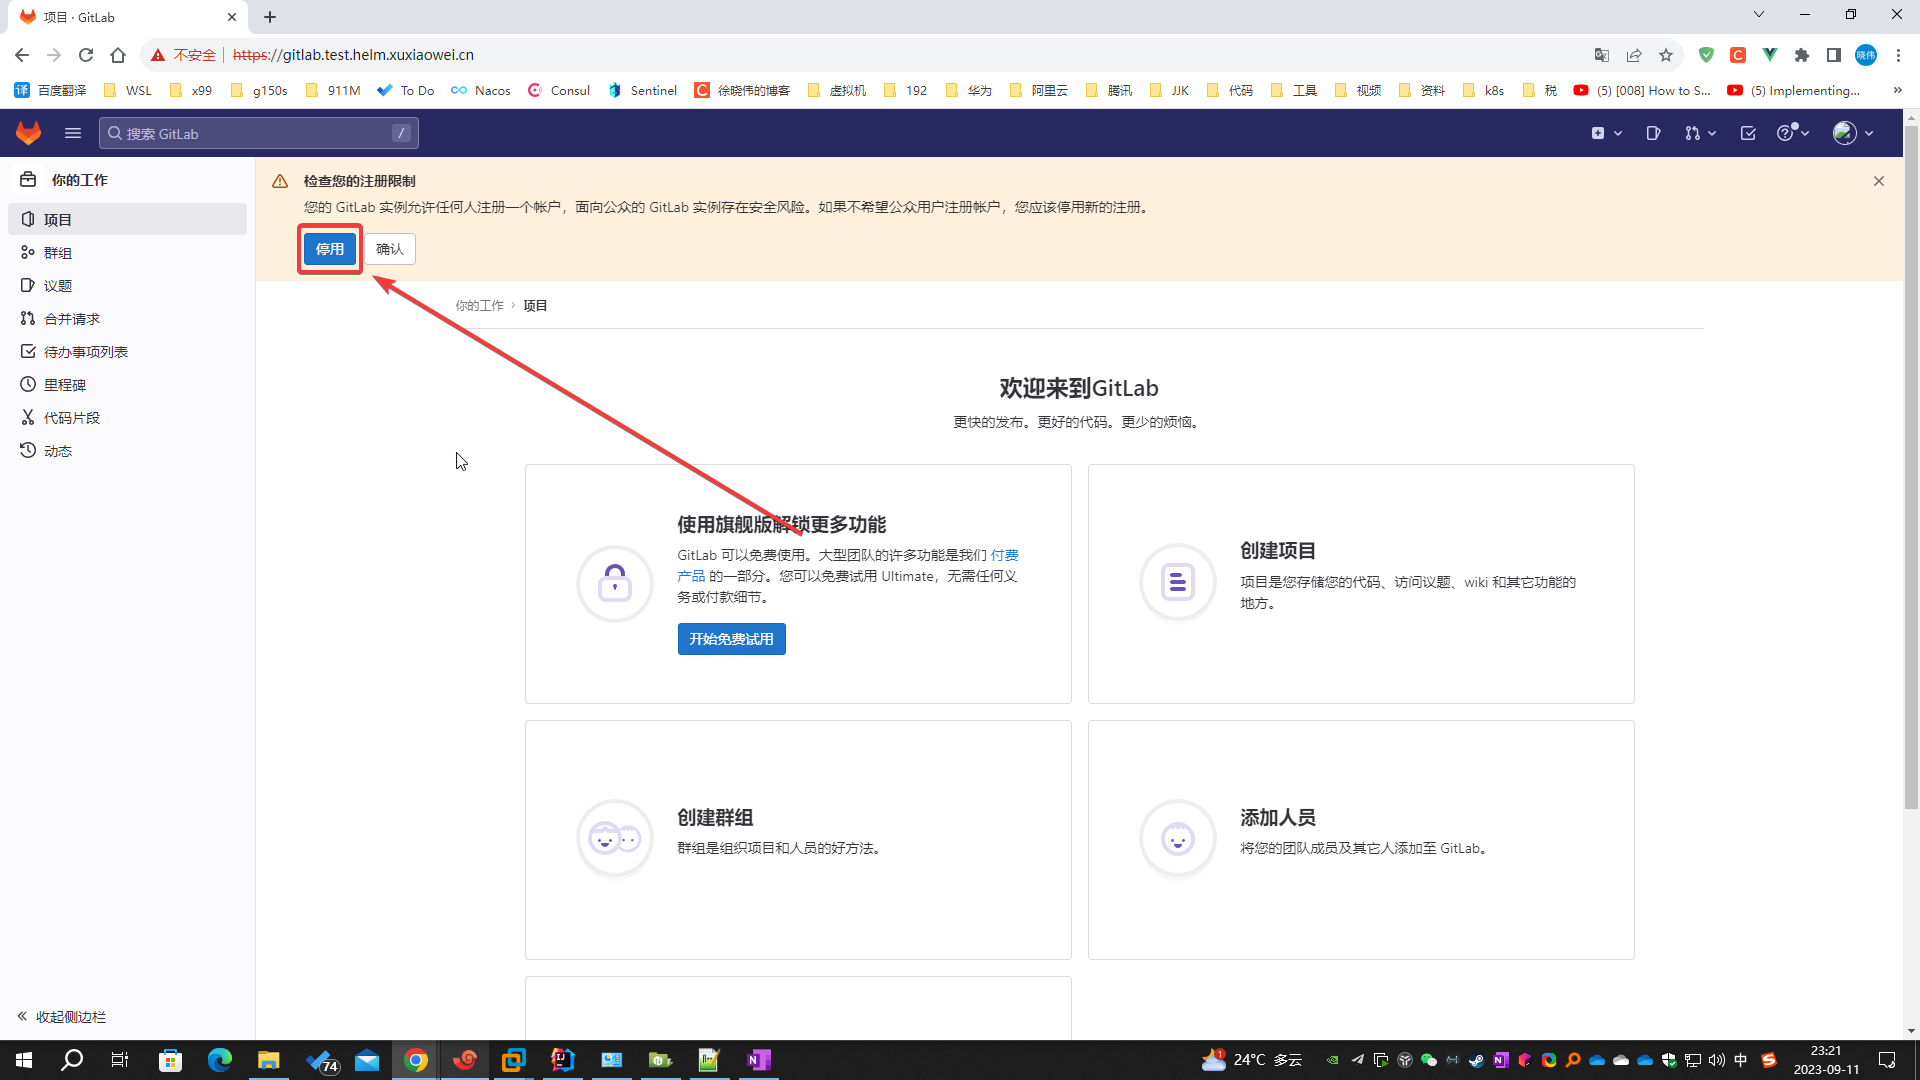 项目 · GitLab
不安全 https://gitlab.test.helm.xuxiaowei.cn
晓伟
译 百度翻译 WSL x99 g150s 911M To Do Nacos Consul Sentinel C 徐晓伟的博客 虚拟机 192 华为 阿里云 腾讯 JJK 代码 工具 视频 资料 k8s 税 (5) [008] How to S... (5) Implementing... »
搜索 GitLab /
你的工作
项目
群组
议题
合并请求
待办事项列表
里程碑
代码片段
动态
收起侧边栏
检查您的注册限制
您的 GitLab 实例允许任何人注册一个帐户，面向公众的 GitLab 实例存在安全风险。如果不希望公众用户注册帐户，您应该停用新的注册。
停用 确认
你的工作 › 项目
欢迎来到GitLab
更快的发布。更好的代码。更少的烦恼。
使用旗舰版解锁更多功能
GitLab 可以免费使用。大型团队的许多功能是我们 付费
产品 的一部分。您可以免费试用 Ultimate，无需任何义
务或付款细节。
开始免费试用
创建项目
项目是您存储您的代码、访问议题、wiki 和其它功能的
地方。
创建群组
群组是组织项目和人员的好方法。
添加人员
将您的团队成员及其它人添加至 GitLab。
74
1
24°C 多云
中
23:21
2023-09-11